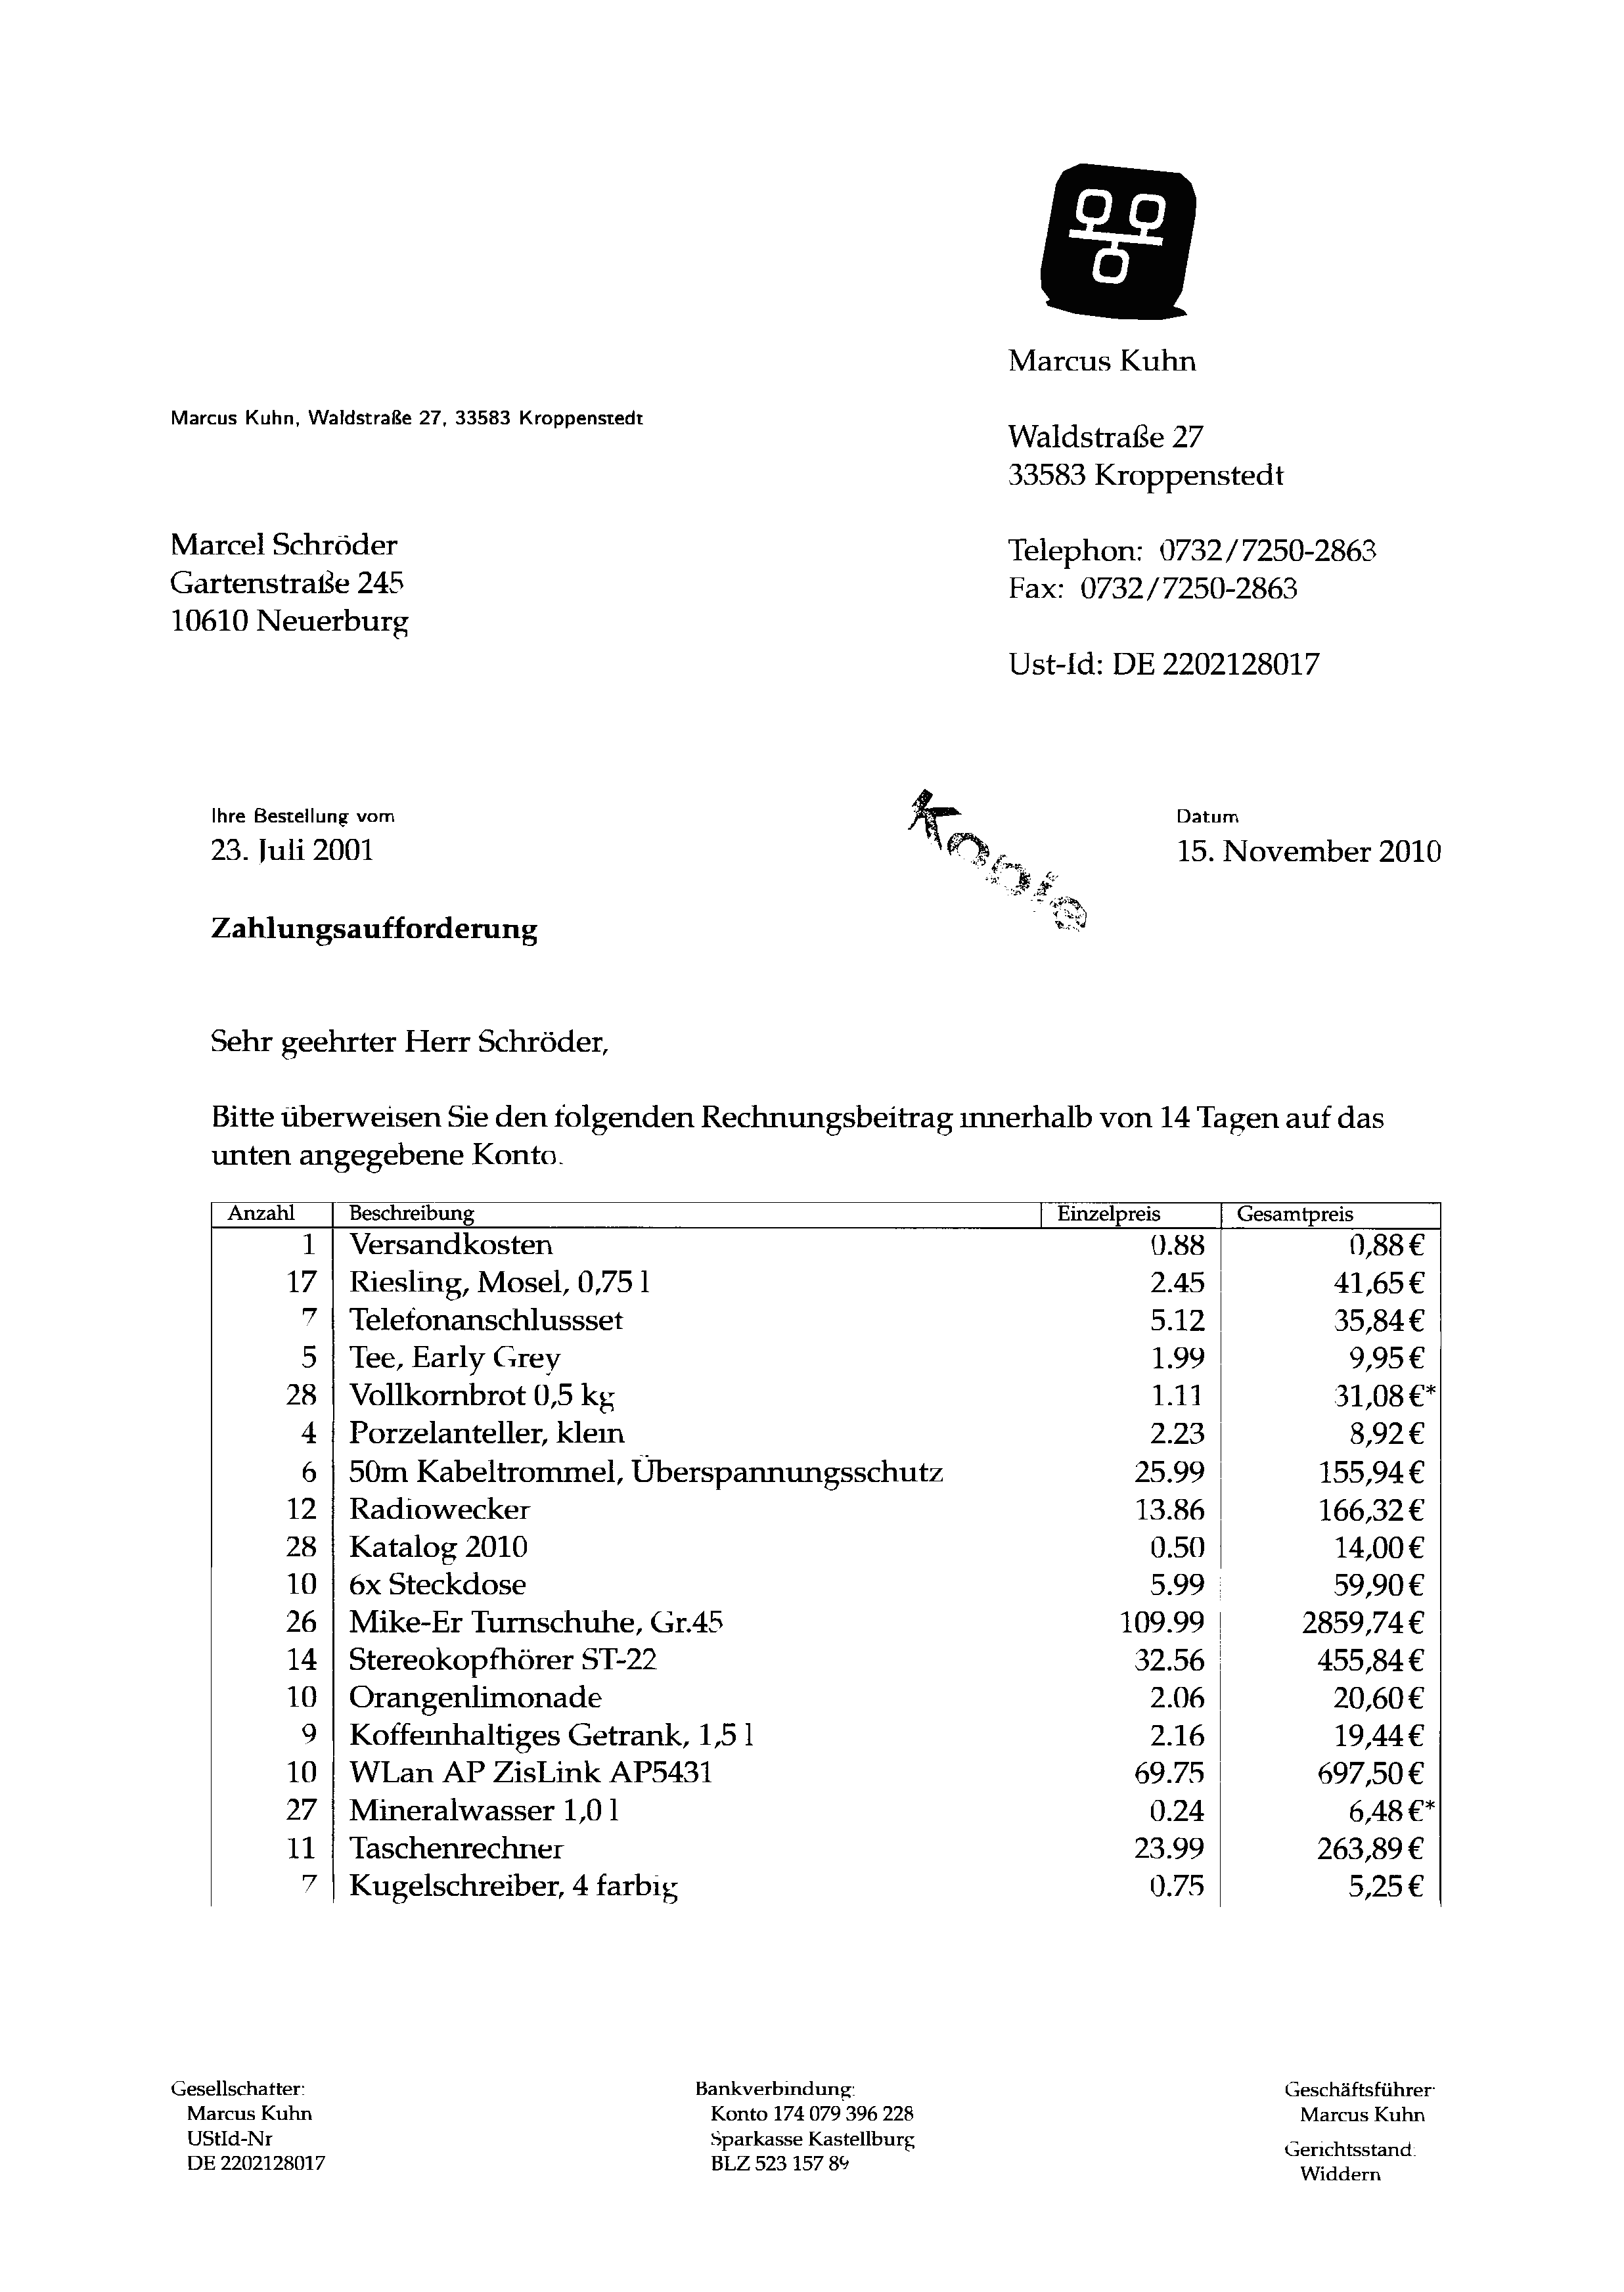 Marcus Kuhn
Marcus Kuhn, Waldstraße 27, 33583 Kroppenstedt
Waldstraße 27
33583 Kroppenstedt
Marcel Schröder
Gartenstraße 245
10610 Neuerburg
Telephon: 0732/7250-2863
Fax: 0732/7250-2863
Ust-Id: DE 2202128017
Ihre Bestellung vom
23. Juli 2001
Kopie
Datum
15. November 2010
Zahlungsaufforderung
Sehr geehrter Herr Schröder,
Bitte überweisen Sie den folgenden Rechnungsbeitrag innerhalb von 14 Tagen auf das
unten angegebene Konto.
Anzahl Beschreibung Einzelpreis Gesamtpreis
1 Versandkosten 0.88 0,88 €
17 Riesling, Mosel, 0,75 l 2.45 41,65 €
7 Telefonanschlussset 5.12 35,84 €
5 Tee, Early Grey 1.99 9,95 €
28 Vollkornbrot 0,5 kg 1.11 31,08 €*
4 Porzelanteller, klein 2.23 8,92 €
6 50m Kabeltrommel, Überspannungsschutz 25.99 155,94 €
12 Radiowecker 13.86 166,32 €
28 Katalog 2010 0.50 14,00 €
10 6x Steckdose 5.99 59,90 €
26 Mike-Er Turnschuhe, Gr.45 109.99 2859,74 €
14 Stereokopfhörer ST-22 32.56 455,84 €
10 Orangenlimonade 2.06 20,60 €
9 Koffeinhaltiges Getrank, 1,5 l 2.16 19,44 €
10 WLan AP ZisLink AP5431 69.75 697,50 €
27 Mineralwasser 1,0 l 0.24 6,48 €*
11 Taschenrechner 23.99 263,89 €
7 Kugelschreiber, 4 farbig 0.75 5,25 €
Gesellschafter:
Marcus Kuhn
UStId-Nr
DE 2202128017
Bankverbindung:
Konto 174 079 396 228
Sparkasse Kastellburg
BLZ 523 157 89
Geschäftsführer
Marcus Kuhn
Gerichtsstand:
Widdern